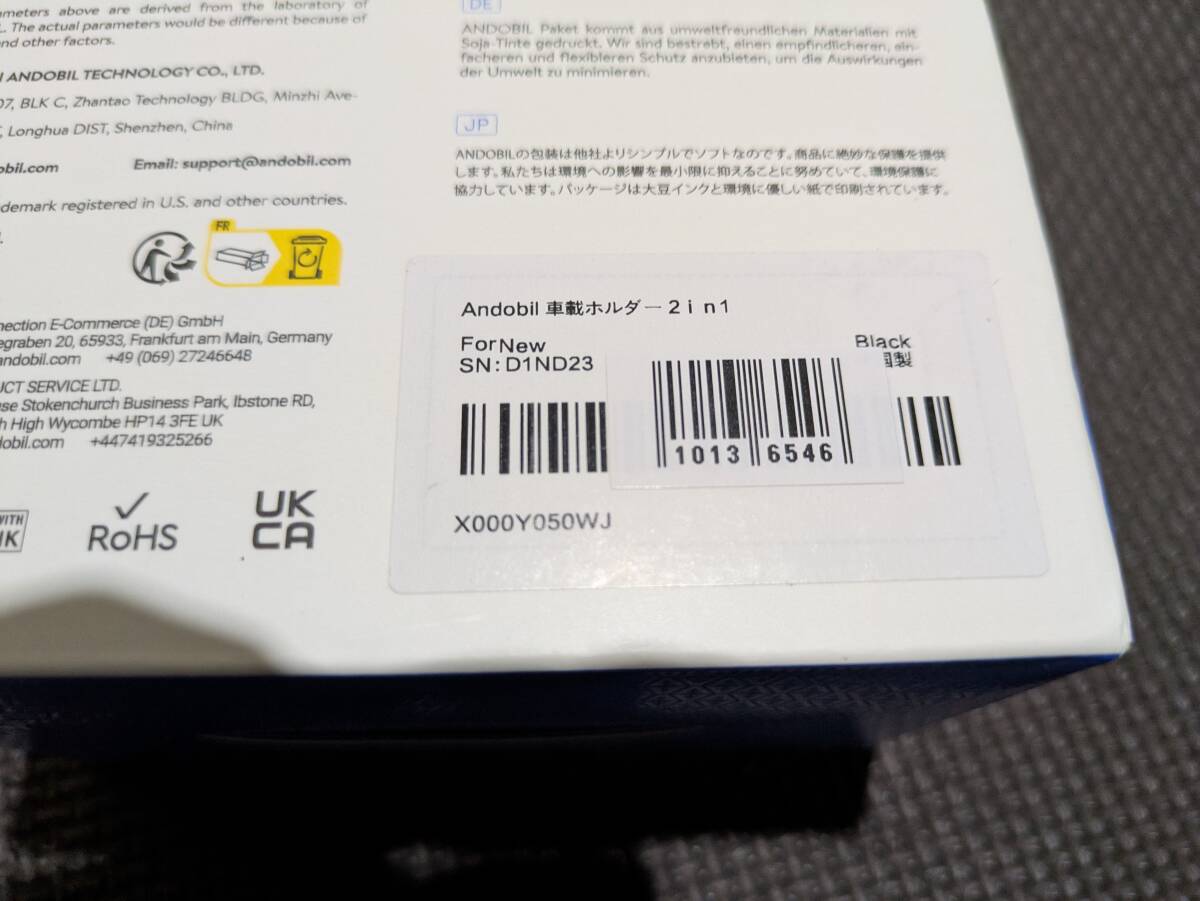 ameters above are derived from the laboratory of
The actual parameters would be different because of
nd other factors.
ANDOBIL TECHNOLOGY CO., LTD.
07, BLK C, Zhantao Technology BLDG, Minzhi Ave-
, Longhua DIST, Shenzhen, China
obil.com Email: support@andobil.com
demark registered in U.S. and other countries.
FR
nection E-Commerce (DE) GmbH
egraben 20, 65933, Frankfurt am Main, Germany
andobil.com +49 (069) 27246648
UCT SERVICE LTD.
use Stokenchurch Business Park, Ibstone RD,
h High Wycombe HP14 3FE UK
dobil.com +447419325266
WITH
IK
RoHS
UK
CA
DE
ANDOBIL Paket kommt aus umweltfreundlichen Materialien mit
Soja-Tinte gedruckt. Wir sind bestrebt, einen empfindlicheren, ein-
facheren und flexibleren Schutz anzubieten, um die Auswirkungen
der Umwelt zu minimieren.
JP
ANDOBILの包装は他社よりシンプルでソフトなのです。商品に絶妙な保護を提供
します。私たちは環境への影響を最小限に抑えることに努めていて、環境保護に
協力しています。パッケージは大豆インクと環境に優しい紙で印刷されています。
Andobil 車載ホルダー 2in1
For New Black
SN:D1ND23 製
1013 6546
X000Y050WJ